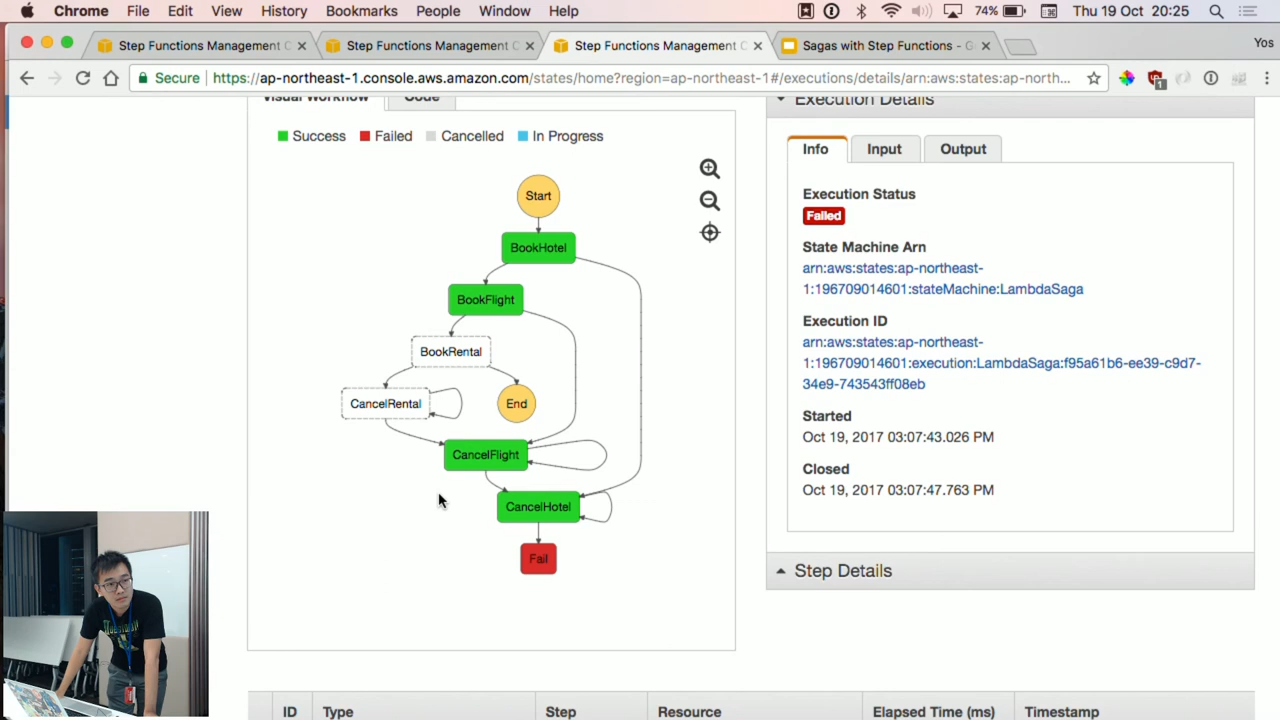 Chrome File Edit View History Bookmarks People Window Help 74% Thu 19 Oct 20:25
Step Functions Management C
Step Functions Management C
Step Functions Management C
Sagas with Step Functions - G
Yos
Secure https://ap-northeast-1.console.aws.amazon.com/states/home?region=ap-northeast-1#/executions/details/arn:aws:states:ap-north...
1
Visual Workflow Code
Success Failed Cancelled In Progress
Start
BookHotel
BookFlight
BookRental
CancelRental
End
CancelFlight
CancelHotel
Fail
Execution Details
Info Input Output
Execution Status
Failed
State Machine Arn
arn:aws:states:ap-northeast-
1:196709014601:stateMachine:LambdaSaga
Execution ID
arn:aws:states:ap-northeast-
1:196709014601:execution:LambdaSaga:f95a61b6-ee39-c9d7-
34e9-743543ff08eb
Started
Oct 19, 2017 03:07:43.026 PM
Closed
Oct 19, 2017 03:07:47.763 PM
Step Details
ID Type Step Resource Elapsed Time (ms) Timestamp